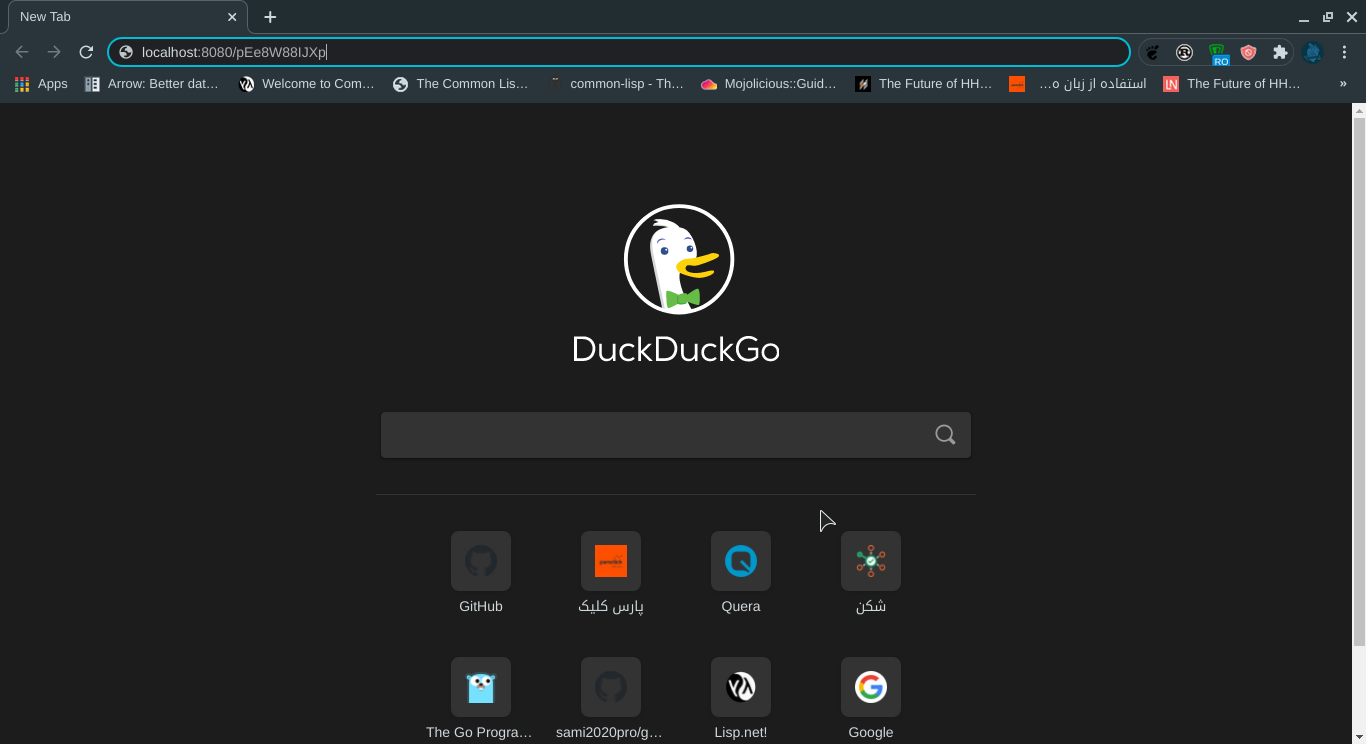 New Tab
localhost:8080/pEe8W88IJXp
RO
Apps
Arrow: Better dat…
Welcome to Com…
The Common Lis…
common-lisp - Th…
Mojolicious::Guid…
The Future of HH…
استفاده از زبان ه…
LN
The Future of HH…
»
DuckDuckGo
GitHub
پارس کلیک
Quera
شکن
The Go Progra…
sami2020pro/g…
Lisp.net!
Google